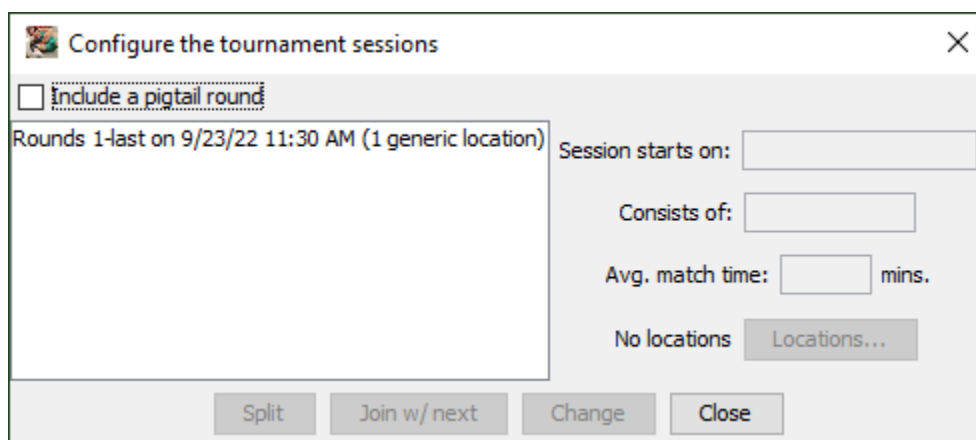 Configure the tournament sessions
Include a pigtail round
Rounds 1-last on 9/23/22 11:30 AM (1 generic location)
Session starts on:
Consists of:
Avg. match time: mins.
No locations Locations...
Split Join w/ next Change Close